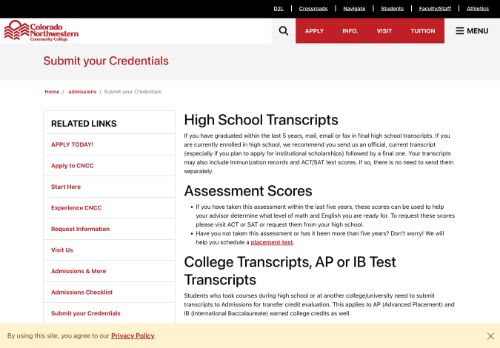 D2L | Crossroads | Navigate | Students | Faculty/Staff | Athletics
Colorado
Northwestern
Community College
APPLY INFO. VISIT TUITION MENU
Submit your Credentials
Home / admissions / Submit your Credentials
RELATED LINKS
APPLY TODAY!
Apply to CNCC
Start Here
Experience CNCC
Request Information
Visit Us
Admissions & More
Admissions Checklist
Submit your Credentials
High School Transcripts
If you have graduated within the last 5 years, mail, email or fax in final high school transcripts. If you
are currently enrolled in high school, we recommend you send us an official, current transcript
(especially if you plan to apply for institutional scholarships) followed by a final one. Your transcripts
may also include Immunization records and ACT/SAT test scores. If so, there is no need to send them
separately.
Assessment Scores
• If you have taken this assessment within the last five years, these scores can be used to help
your advisor determine what level of math and English you are ready for. To request these scores
please visit ACT or SAT or request them from your high school.
• Have you not taken this assessment or has it been more than five years? Don't worry! We will
help you schedule a placement test.
College Transcripts, AP or IB Test
Transcripts
Students who took courses during high school or at another college/university need to submit
transcripts to Admissions for transfer credit evaluation. This applies to AP (Advanced Placement) and
IB (International Baccalaureate) earned college credits as well.
By using this site, you agree to our Privacy Policy